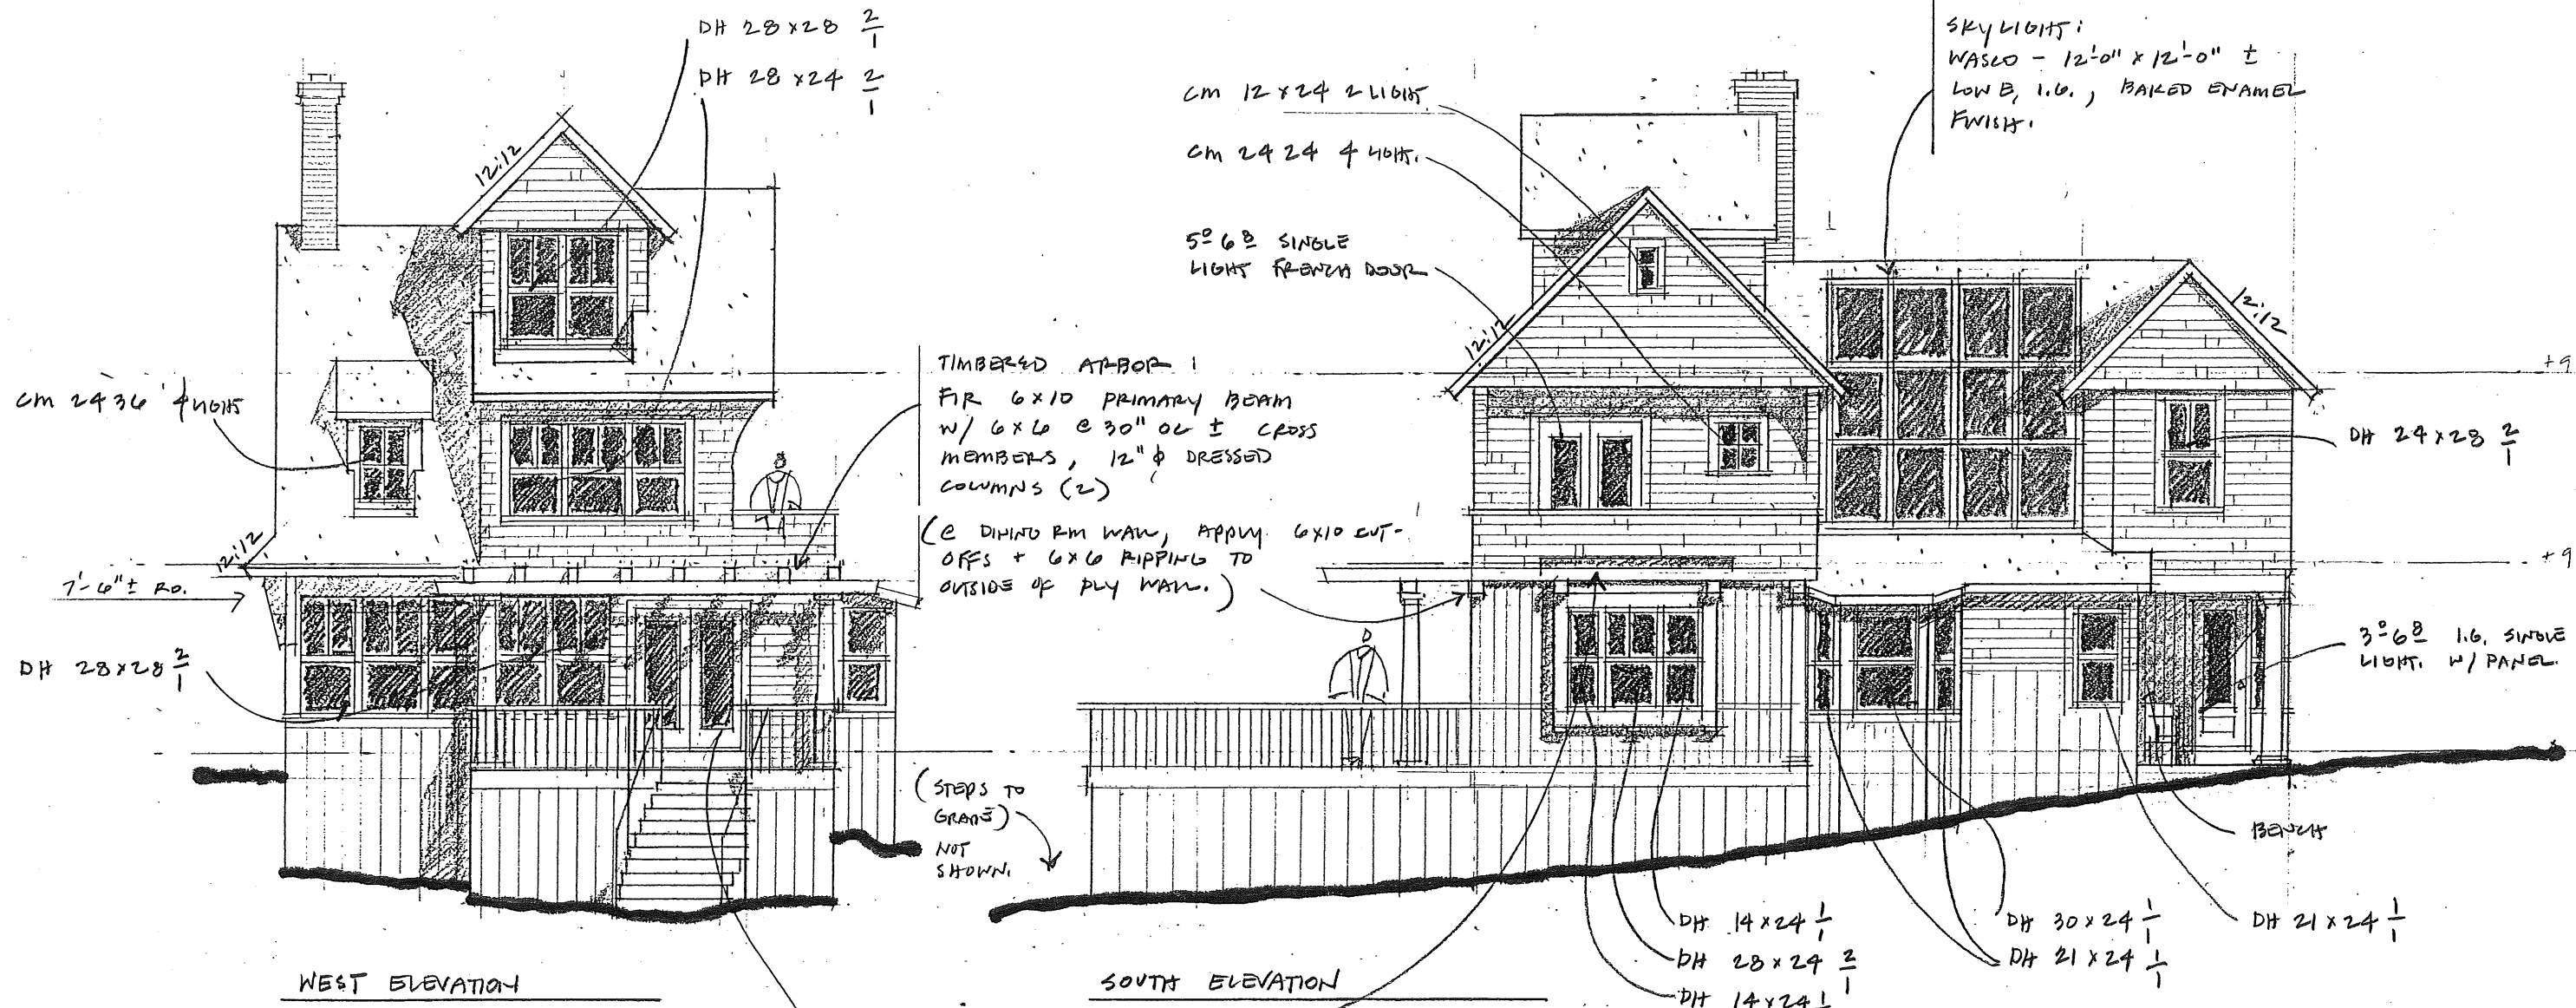 DH 28x28 2/1
DH 28x24 2/1
12:12
CM 2436 4 LIGHT
12:12
7'-6"± RO.
DH 28x28 2/1
WEST ELEVATION
TIMBERED ARBOR :
FIR 6x10 PRIMARY BEAM
W/ 6x6 @ 30" OC ± CROSS
MEMBERS, 12" ϕ DRESSED
COLUMNS (2)
(@ DINING RM WALL, APPLY 6x10 CUT-
OFFS + 6x6 RIPPING TO
OUTSIDE OF PLY WALL.)
(STEPS TO
GRADE)
NOT
SHOWN.
CM 12x24 2 LIGHT
CM 2424 4 LIGHT.
5⁰ 6⁸ SINGLE
LIGHT FRENCH DOOR
SKYLIGHT:
WASCO - 12'-0" x 12'-0" ±
LOW E, I.G., BAKED ENAMEL
FINISH.
12:12
12:12
+9
DH 24x28 2/1
+9
3⁰6⁸ I.G. SINGLE
LIGHT. W/ PANEL.
BENCH
DH 14x24 1/1
DH 28x24 2/1
DH 14x24 1
DH 30x24 1/1
DH 21x24 1/1
DH 21x24 1/1
SOUTH ELEVATION